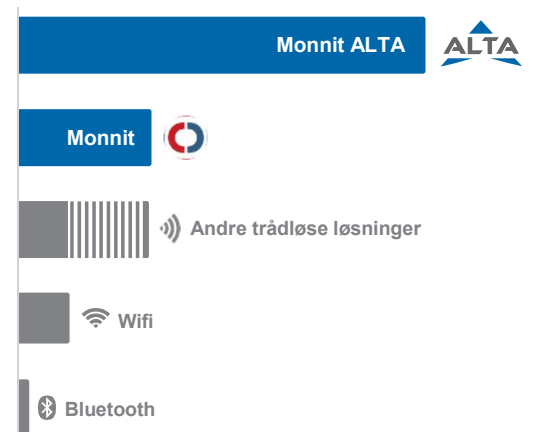 Monnit ALTA
ALTA
Monnit
Andre trådløse løsninger
Wifi
Bluetooth